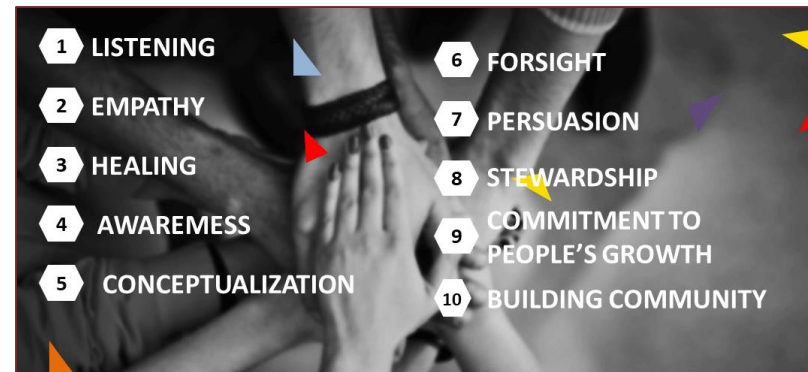 1 LISTENING
2 EMPATHY
3 HEALING
4 AWAREMESS
5 CONCEPTUALIZATION
6 FORSIGHT
7 PERSUASION
8 STEWARDSHIP
9 COMMITMENT TO
PEOPLE'S GROWTH
10 BUILDING COMMUNITY